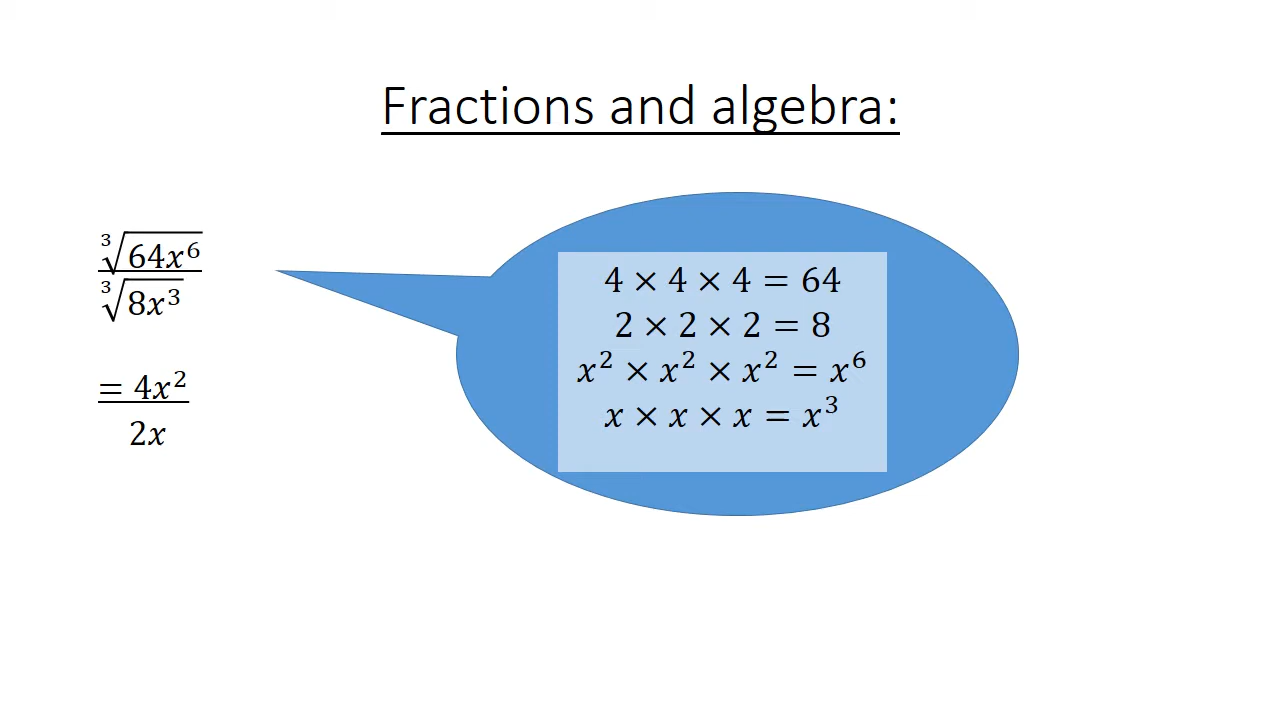 Fractions and algebra:
∛64x⁶
∛8x³
= 4x²
2x
4 × 4 × 4 = 64
2 × 2 × 2 = 8
x² × x² × x² = x⁶
x × x × x = x³